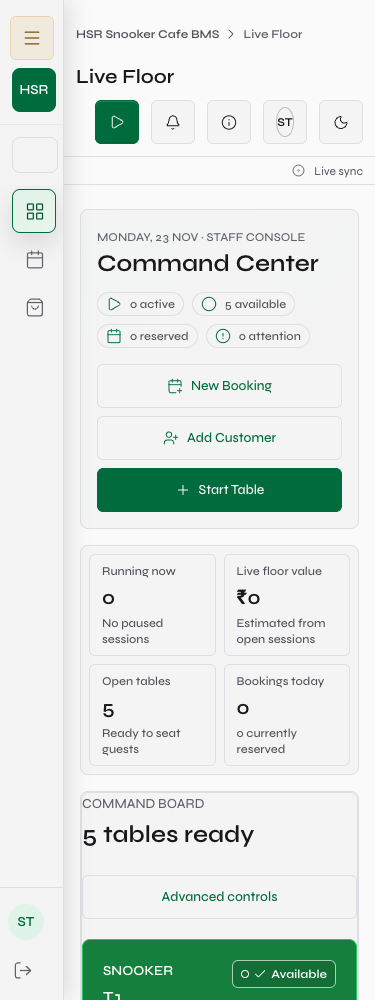 HSR Snooker Cafe BMS > Live Floor
HSR
Live Floor
ST
Live sync
MONDAY, 23 NOV · STAFF CONSOLE
Command Center
0 active
5 available
0 reserved
0 attention
New Booking
Add Customer
Start Table
Running now
0
No paused
sessions
Live floor value
₹0
Estimated from
open sessions
Open tables
5
Ready to seat
guests
Bookings today
0
0 currently
reserved
COMMAND BOARD
5 tables ready
Advanced controls
SNOOKER
Available
T1
ST